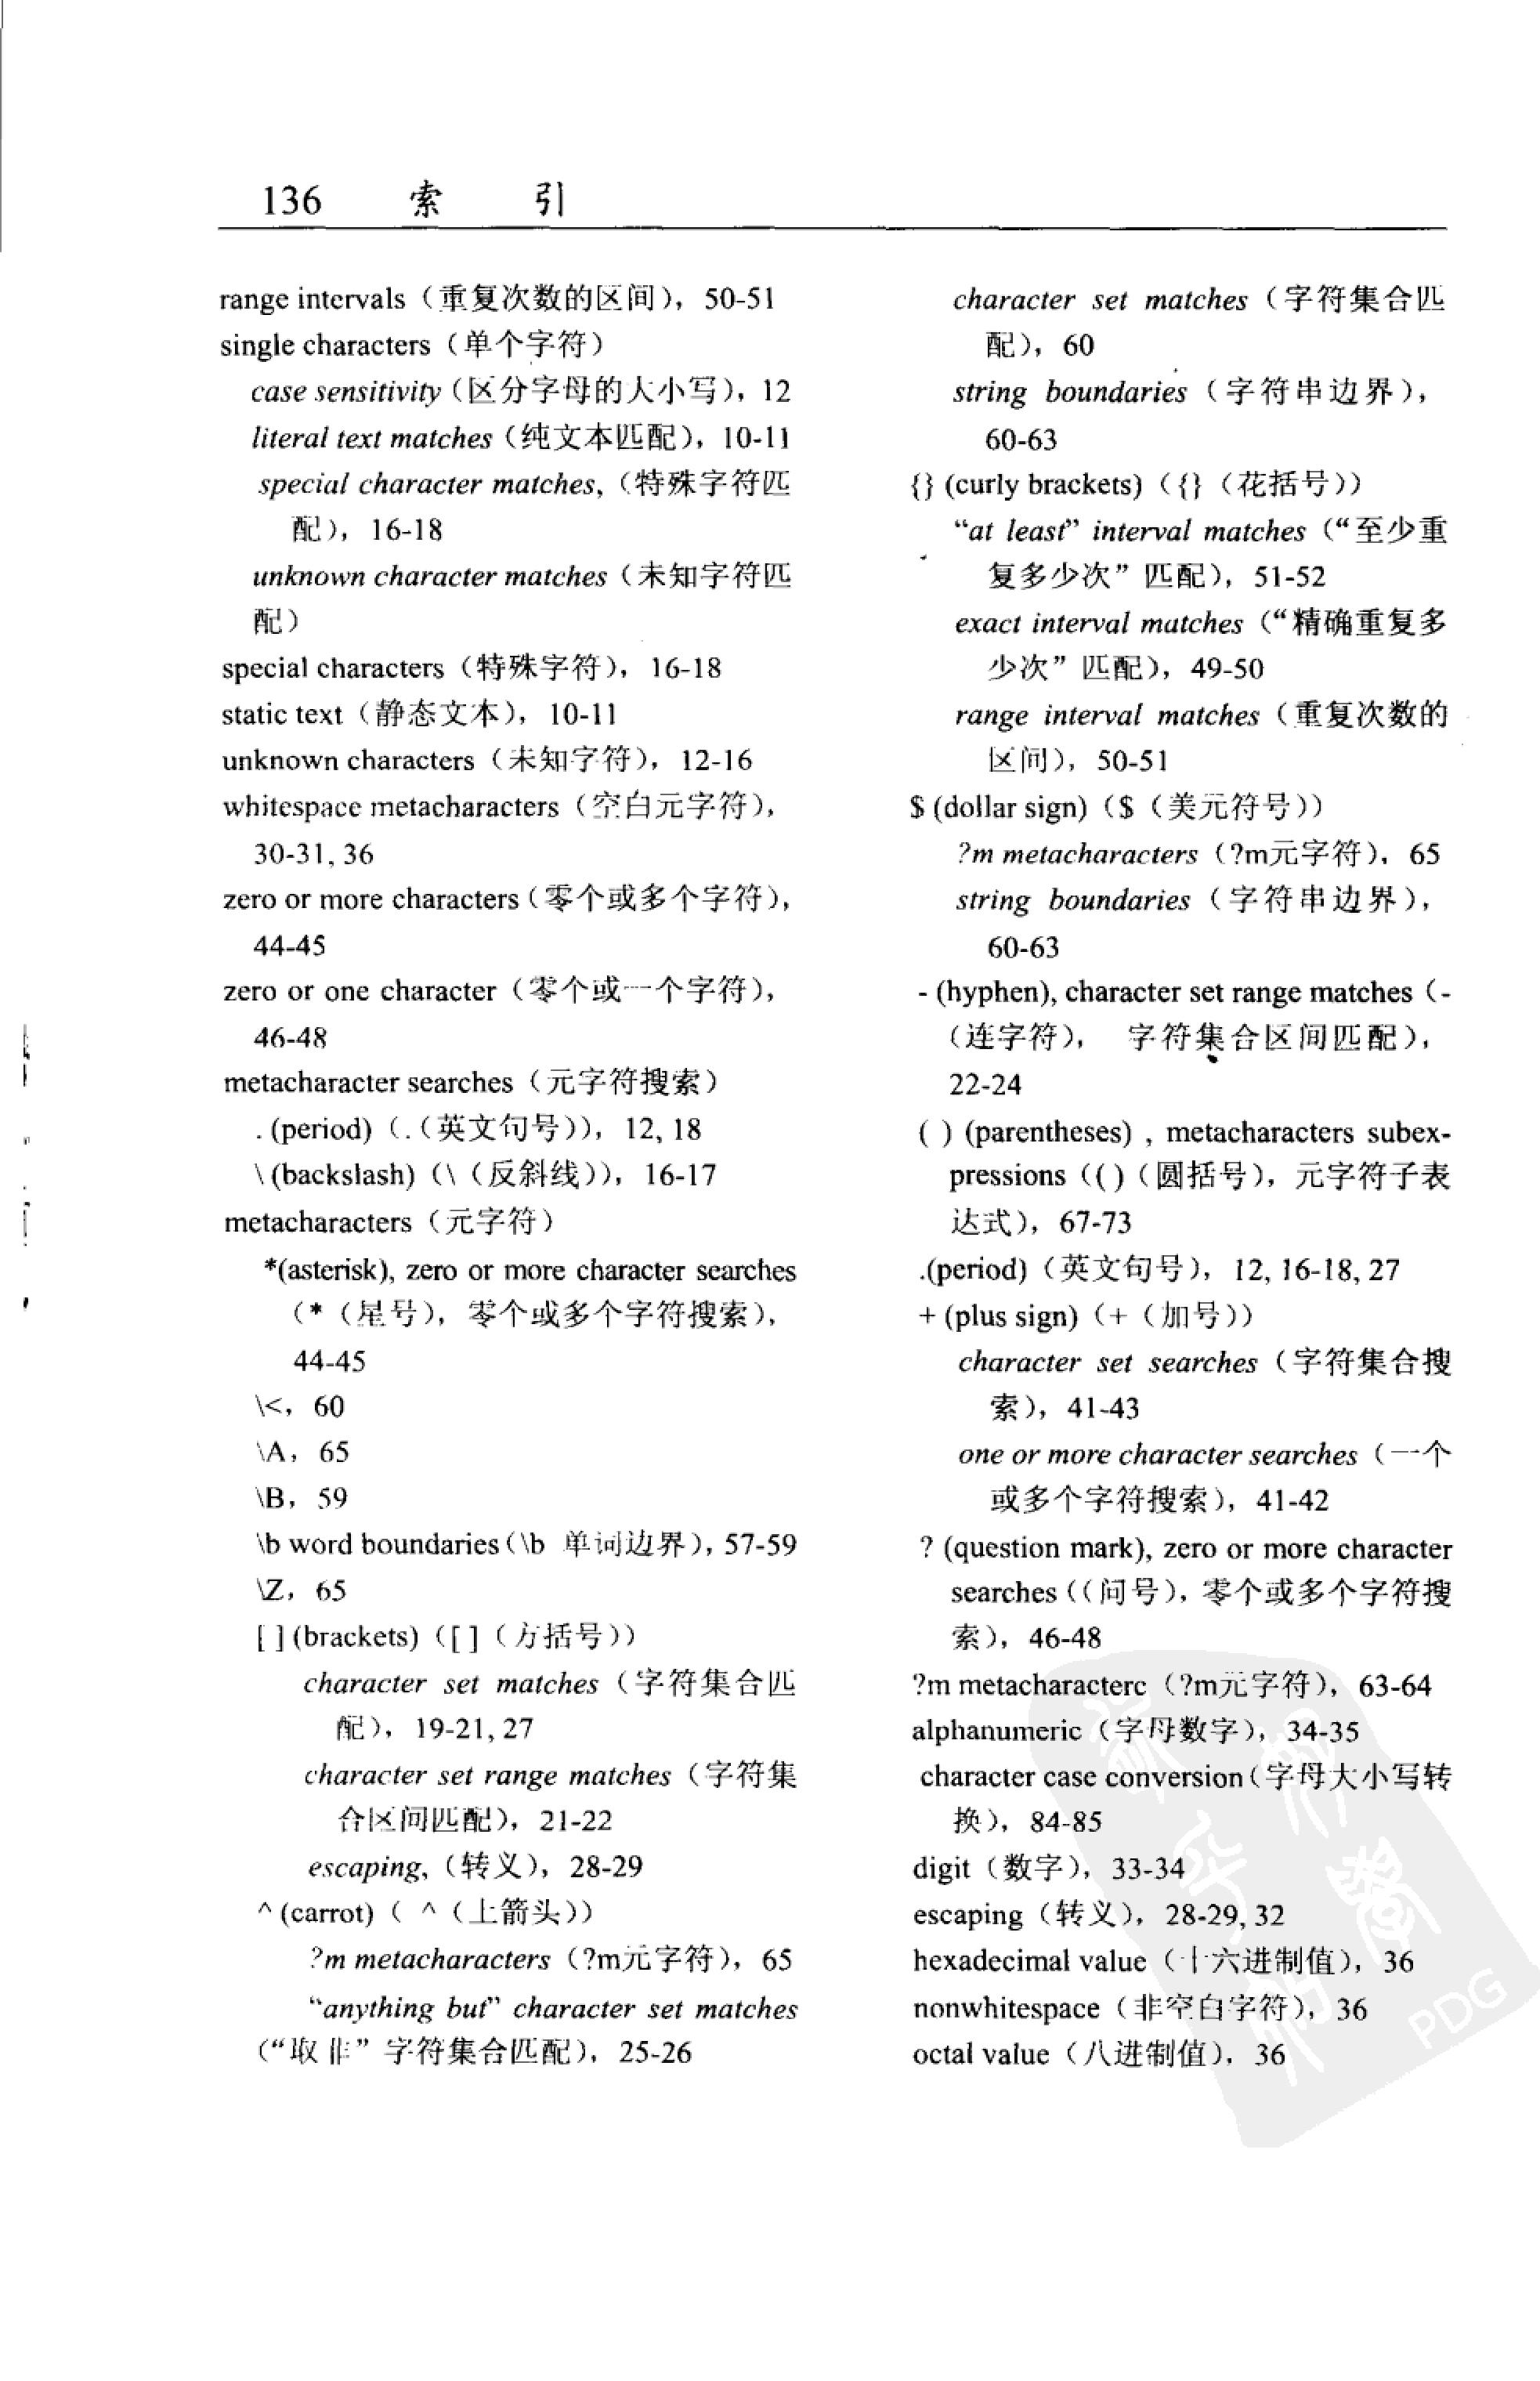 136 索 引
range intervals（重复次数的区间），50-51
single characters（单个字符）
case sensitivity（区分字母的大小写），12
literal text matches（纯文本匹配），10-11
special character matches,（特殊字符匹
配），16-18
unknown character matches（未知字符匹
配）
special characters（特殊字符），16-18
static text（静态文本），10-11
unknown characters（未知字符），12-16
whitespace metacharacters（空白元字符），
30-31, 36
zero or more characters（零个或多个字符），
44-45
zero or one character（零个或一个字符），
46-48
metacharacter searches（元字符搜索）
. (period)（.（英文句号）），12, 18
\ (backslash)（\（反斜线）），16-17
metacharacters（元字符）
*(asterisk), zero or more character searches
（*（星号），零个或多个字符搜索），
44-45
\<，60
\A，65
\B，59
\b word boundaries（\b 单词边界），57-59
\Z，65
[ ] (brackets)（[ ]（方括号））
character set matches（字符集合匹
配），19-21, 27
character set range matches（字符集
合区间匹配），21-22
escaping,（转义），28-29
^ (carrot)（ ^（上箭头））
?m metacharacters（?m元字符），65
“anything but” character set matches
（“取非”字符集合匹配），25-26
character set matches（字符集合匹
配），60
string boundaries（字符串边界），
60-63
{} (curly brackets)（{}（花括号））
“at least” interval matches（“至少重
复多少次”匹配），51-52
exact interval matches（“精确重复多
少次”匹配），49-50
range interval matches（重复次数的
区间），50-51
$ (dollar sign)（$（美元符号））
?m metacharacters（?m元字符），65
string boundaries（字符串边界），
60-63
- (hyphen), character set range matches（-
（连字符）， 字符集合区间匹配），
22-24
( ) (parentheses) , metacharacters subex-
pressions（( )（圆括号），元字符子表
达式），67-73
.(period)（英文句号），12, 16-18, 27
+ (plus sign)（+（加号））
character set searches（字符集合搜
索），41-43
one or more character searches（一个
或多个字符搜索），41-42
? (question mark), zero or more character
searches（（问号），零个或多个字符搜
索），46-48
?m metacharacterc（?m元字符），63-64
alphanumeric（字母数字），34-35
character case conversion（字母大小写转
换），84-85
digit（数字），33-34
escaping（转义），28-29, 32
hexadecimal value（十六进制值），36
nonwhitespace（非空白字符），36
octal value（八进制值），36
PDG